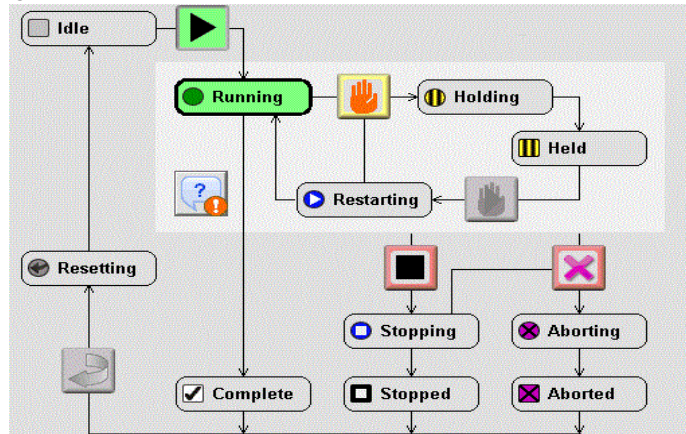 Idle
Running
Holding
Held
?
!
Restarting
Resetting
Stopping
Aborting
Complete
Stopped
Aborted